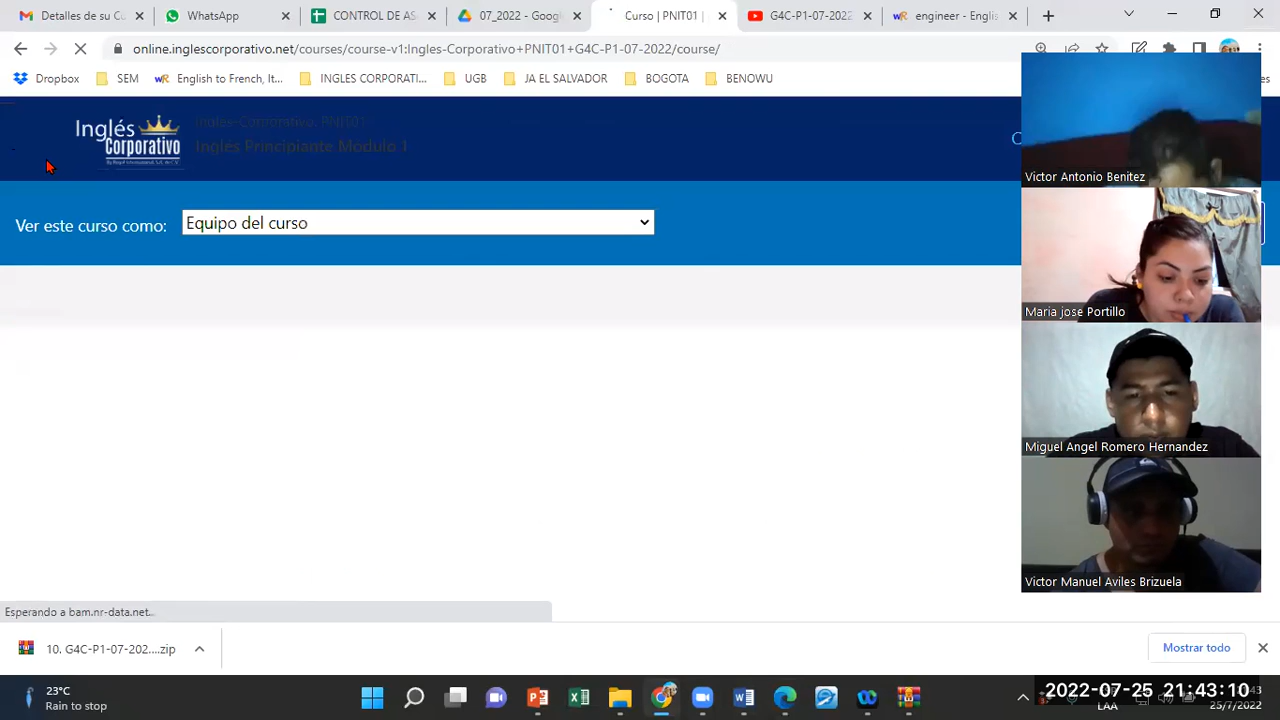 Detalles de su Cu
WhatsApp
CONTROL DE AS
07_2022 - Google
Curso | PNIT01 |
G4C-P1-07-2022
engineer - Englis
online.inglescorporativo.net/courses/course-v1:Ingles-Corporativo+PNIT01+G4C-P1-07-2022/course/
Dropbox
SEM
English to French, It...
INGLES CORPORATI...
UGB
JA EL SALVADOR
BOGOTA
BENOWU
Inglés
Corporativo
Ingles-Corporativo. PNIT01
Inglés Principiante Módulo 1
Ver este curso como:
Equipo del curso
Victor Antonio Benitez
Maria jose Portillo
Miguel Angel Romero Hernandez
Victor Manuel Aviles Brizuela
Esperando a bam.nr-data.net...
10. G4C-P1-07-202....zip
Mostrar todo
23°C
Rain to stop
2022-07-25 21:43:10
LAA
25/7/2022